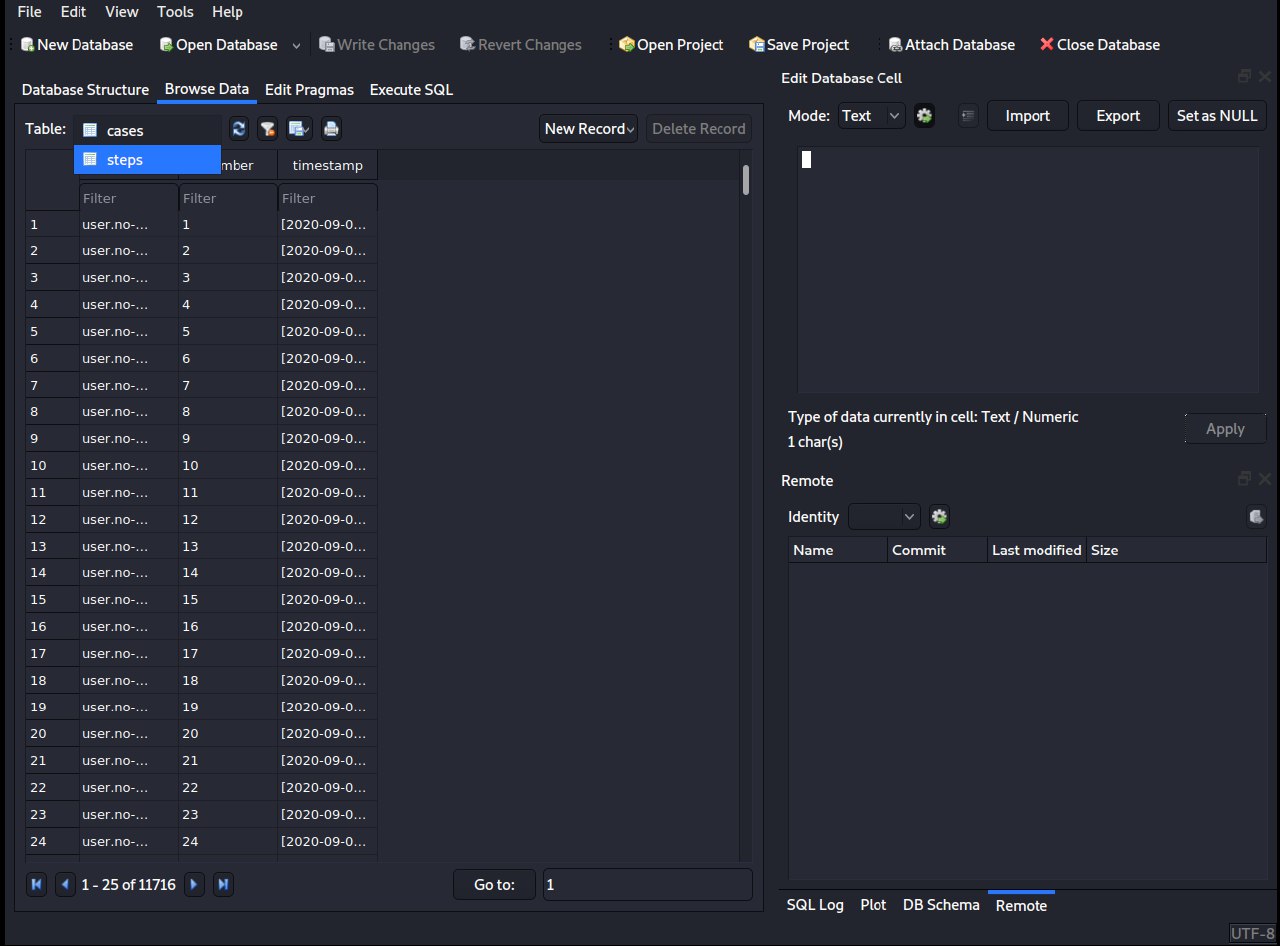 File Edit View Tools Help
New Database Open Database Write Changes Revert Changes Open Project Save Project Attach Database Close Database
Database Structure Browse Data Edit Pragmas Execute SQL
Table: cases New Record Delete Record
steps mber timestamp
Filter Filter Filter
1 user.no-... 1 [2020-09-0...
2 user.no-... 2 [2020-09-0...
3 user.no-... 3 [2020-09-0...
4 user.no-... 4 [2020-09-0...
5 user.no-... 5 [2020-09-0...
6 user.no-... 6 [2020-09-0...
7 user.no-... 7 [2020-09-0...
8 user.no-... 8 [2020-09-0...
9 user.no-... 9 [2020-09-0...
10 user.no-... 10 [2020-09-0...
11 user.no-... 11 [2020-09-0...
12 user.no-... 12 [2020-09-0...
13 user.no-... 13 [2020-09-0...
14 user.no-... 14 [2020-09-0...
15 user.no-... 15 [2020-09-0...
16 user.no-... 16 [2020-09-0...
17 user.no-... 17 [2020-09-0...
18 user.no-... 18 [2020-09-0...
19 user.no-... 19 [2020-09-0...
20 user.no-... 20 [2020-09-0...
21 user.no-... 21 [2020-09-0...
22 user.no-... 22 [2020-09-0...
23 user.no-... 23 [2020-09-0...
24 user.no-... 24 [2020-09-0...
1 - 25 of 11716 Go to: 1
Edit Database Cell
Mode: Text Import Export Set as NULL
Type of data currently in cell: Text / Numeric
1 char(s)
Apply
Remote
Identity
Name Commit Last modified Size
SQL Log Plot DB Schema Remote
UTF-8